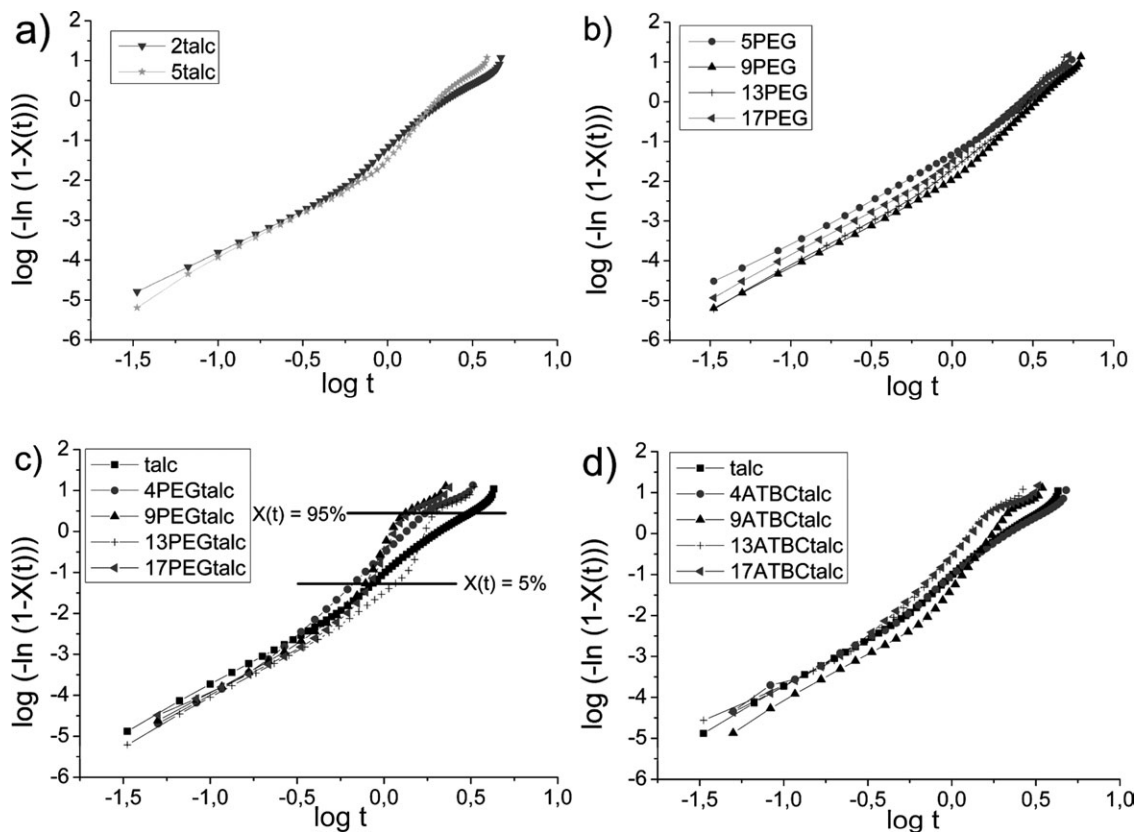 a)
2talc
5talc
log (-ln (1-X(t)))
2
1
0
-1
-2
-3
-4
-5
-6
-1,5 -1,0 -0,5 0,0 0,5 1,0
log t
b)
5PEG
9PEG
13PEG
17PEG
log (-ln (1-X(t)))
2
1
0
-1
-2
-3
-4
-5
-6
-1,5 -1,0 -0,5 0,0 0,5 1,0
log t
c)
talc
4PEGtalc
9PEGtalc
13PEGtalc
17PEGtalc
X(t) = 95%
X(t) = 5%
log (-ln (1-X(t)))
2
1
0
-1
-2
-3
-4
-5
-6
-1,5 -1,0 -0,5 0,0 0,5 1,0
log t
d)
talc
4ATBCtalc
9ATBCtalc
13ATBCtalc
17ATBCtalc
log (-ln (1-X(t)))
2
1
0
-1
-2
-3
-4
-5
-6
-1,5 -1,0 -0,5 0,0 0,5 1,0
log t